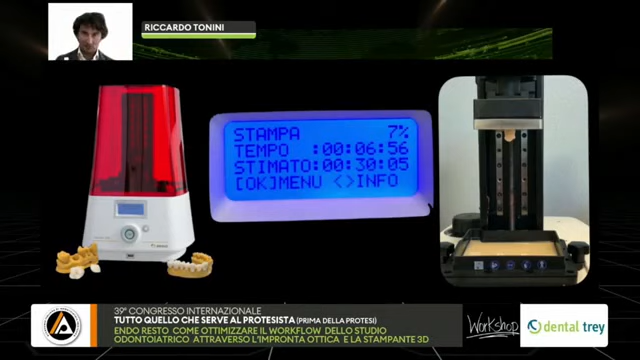 RICCARDO TONINI
STAMPA 7%
TEMPO :00:06:56
STIMATO:00:30:05
[OK]MENU <>INFO
39° CONGRESSO INTERNAZIONALE
TUTTO QUELLO CHE SERVE AL PROTESISTA (PRIMA DELLA PROTESI)
ENDO RESTO COME OTTIMIZZARE IL WORKFLOW DELLO STUDIO
ODONTOIATRICO ATTRAVERSO L'IMPRONTA OTTICA E LA STAMPANTE 3D
Workshop
dental trey